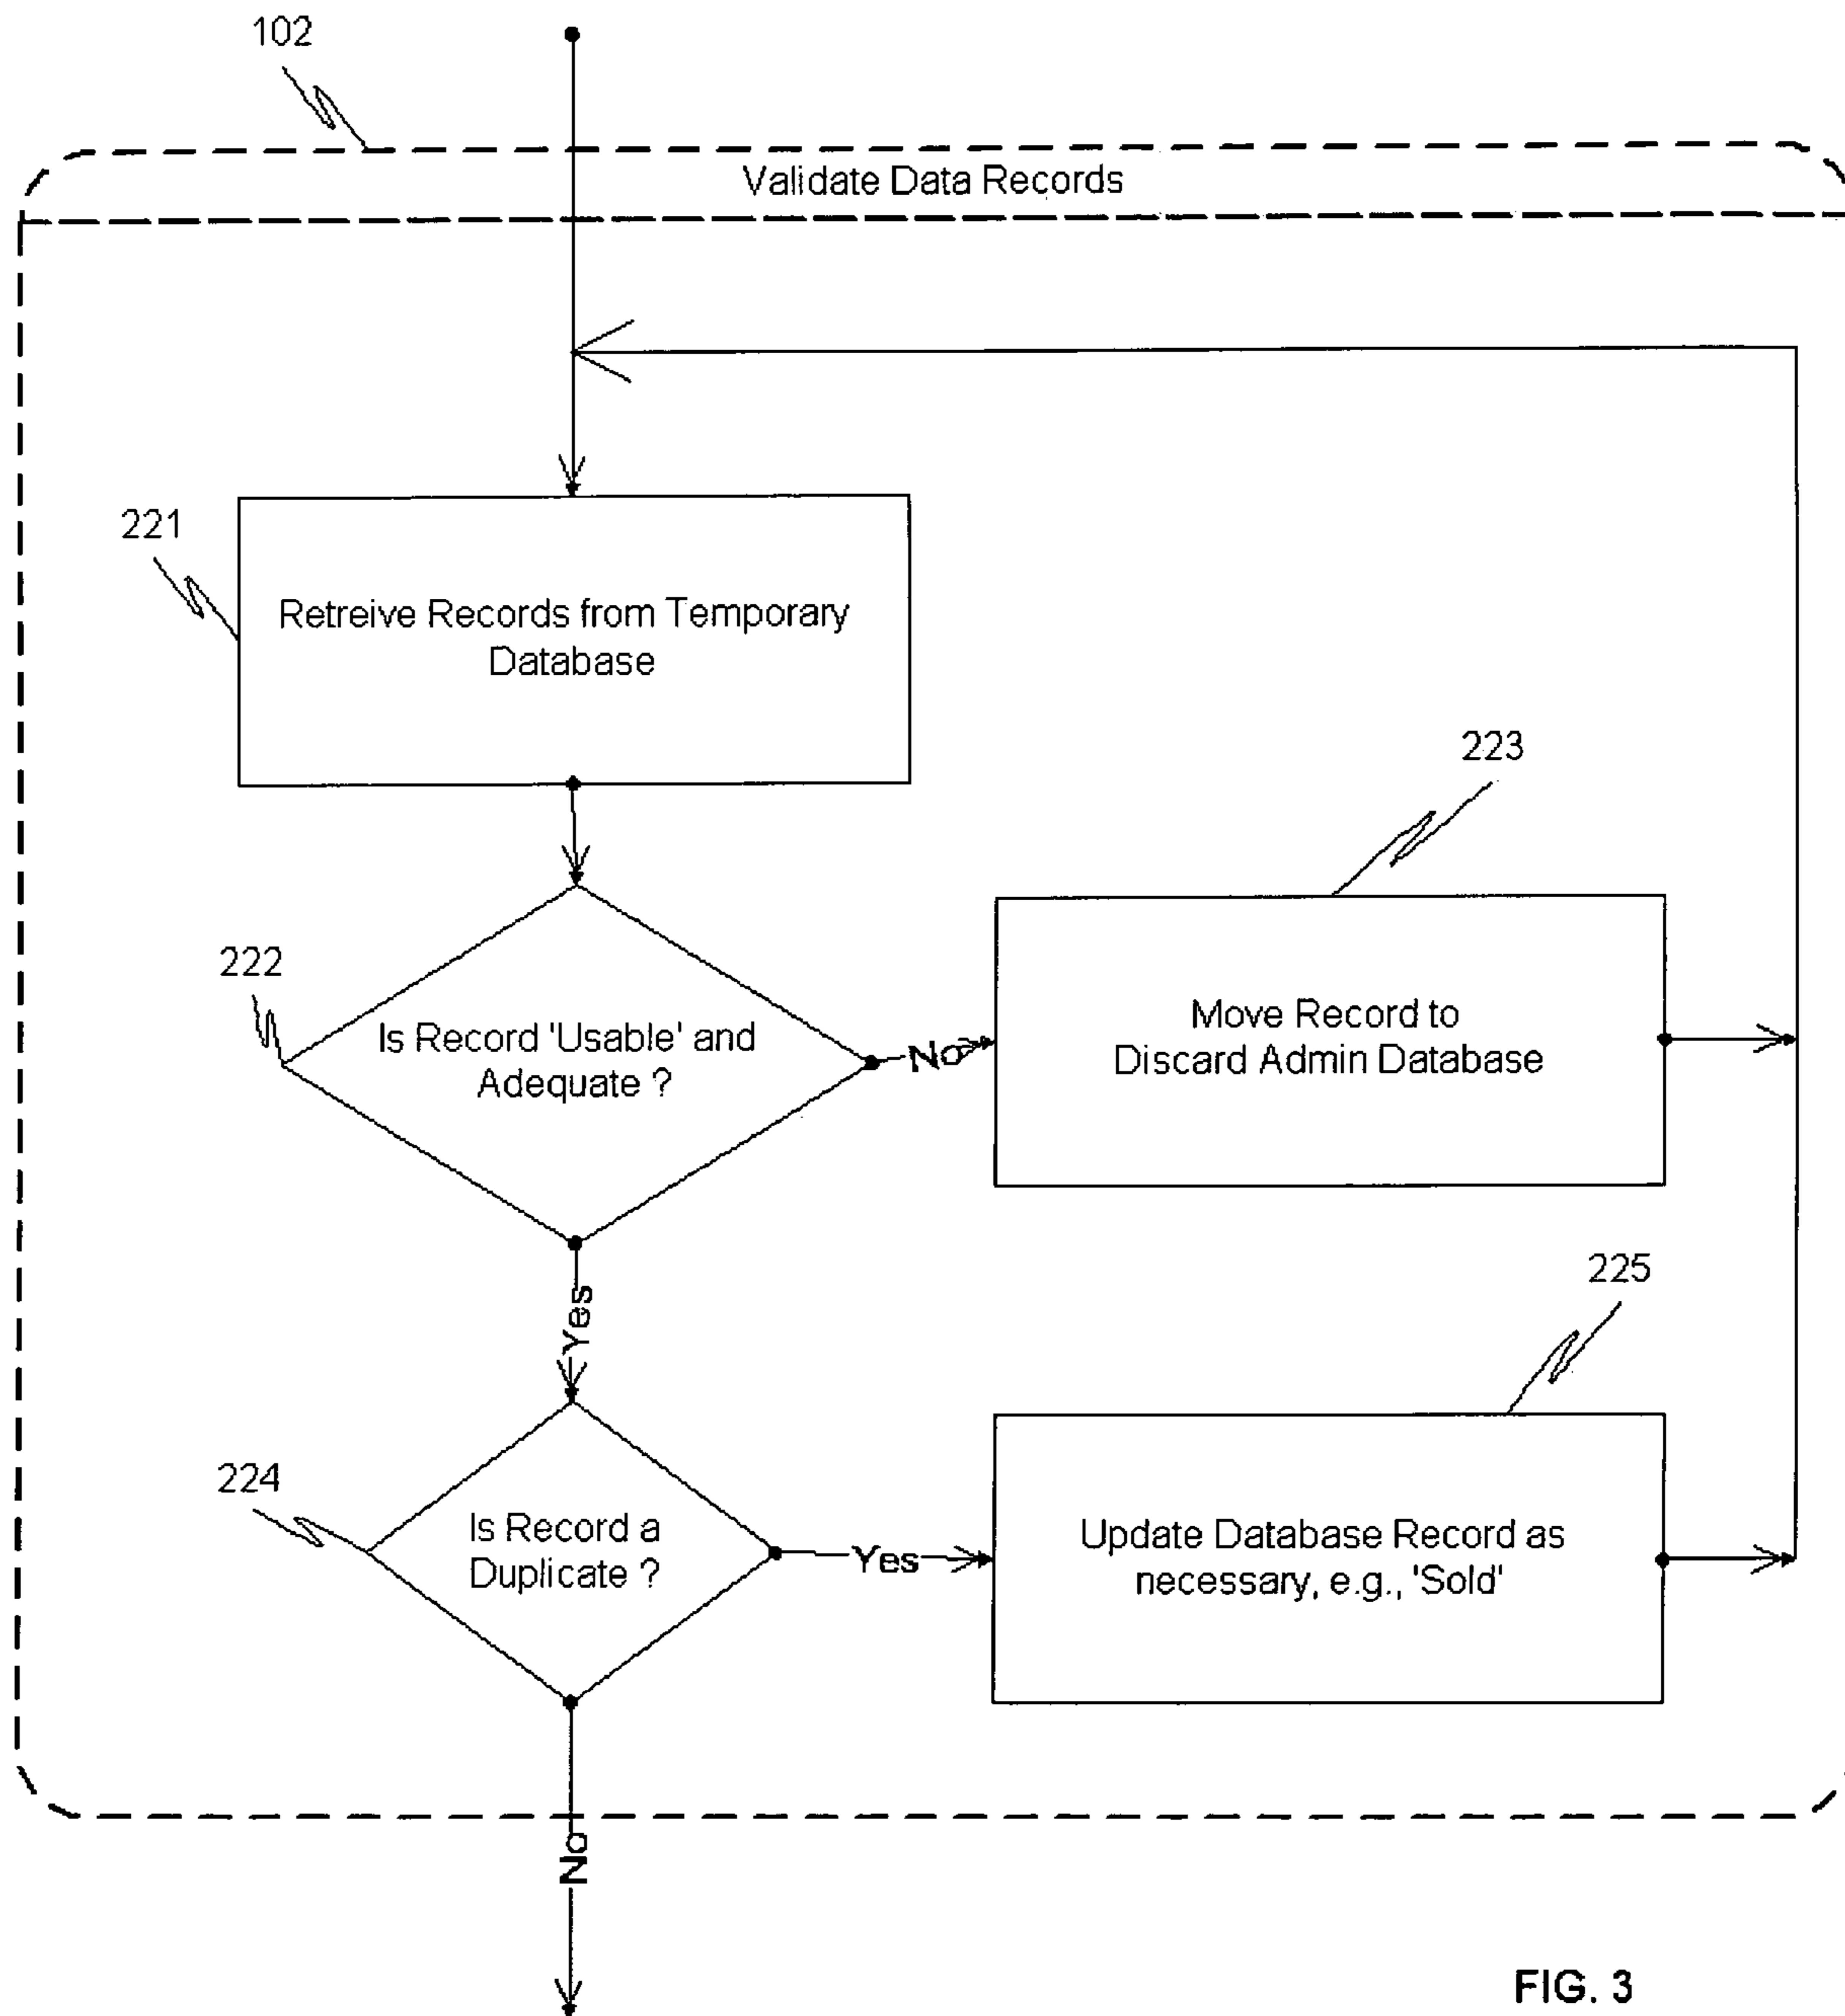 102
Validate Data Records
221
Retreive Records from Temporary
Database
223
222
Is Record 'Usable' and
Adequate ?
No
Move Record to
Discard Admin Database
Yes
225
224
Is Record a
Duplicate ?
Yes
Update Database Record as
necessary, e.g., 'Sold'
No
FIG. 3